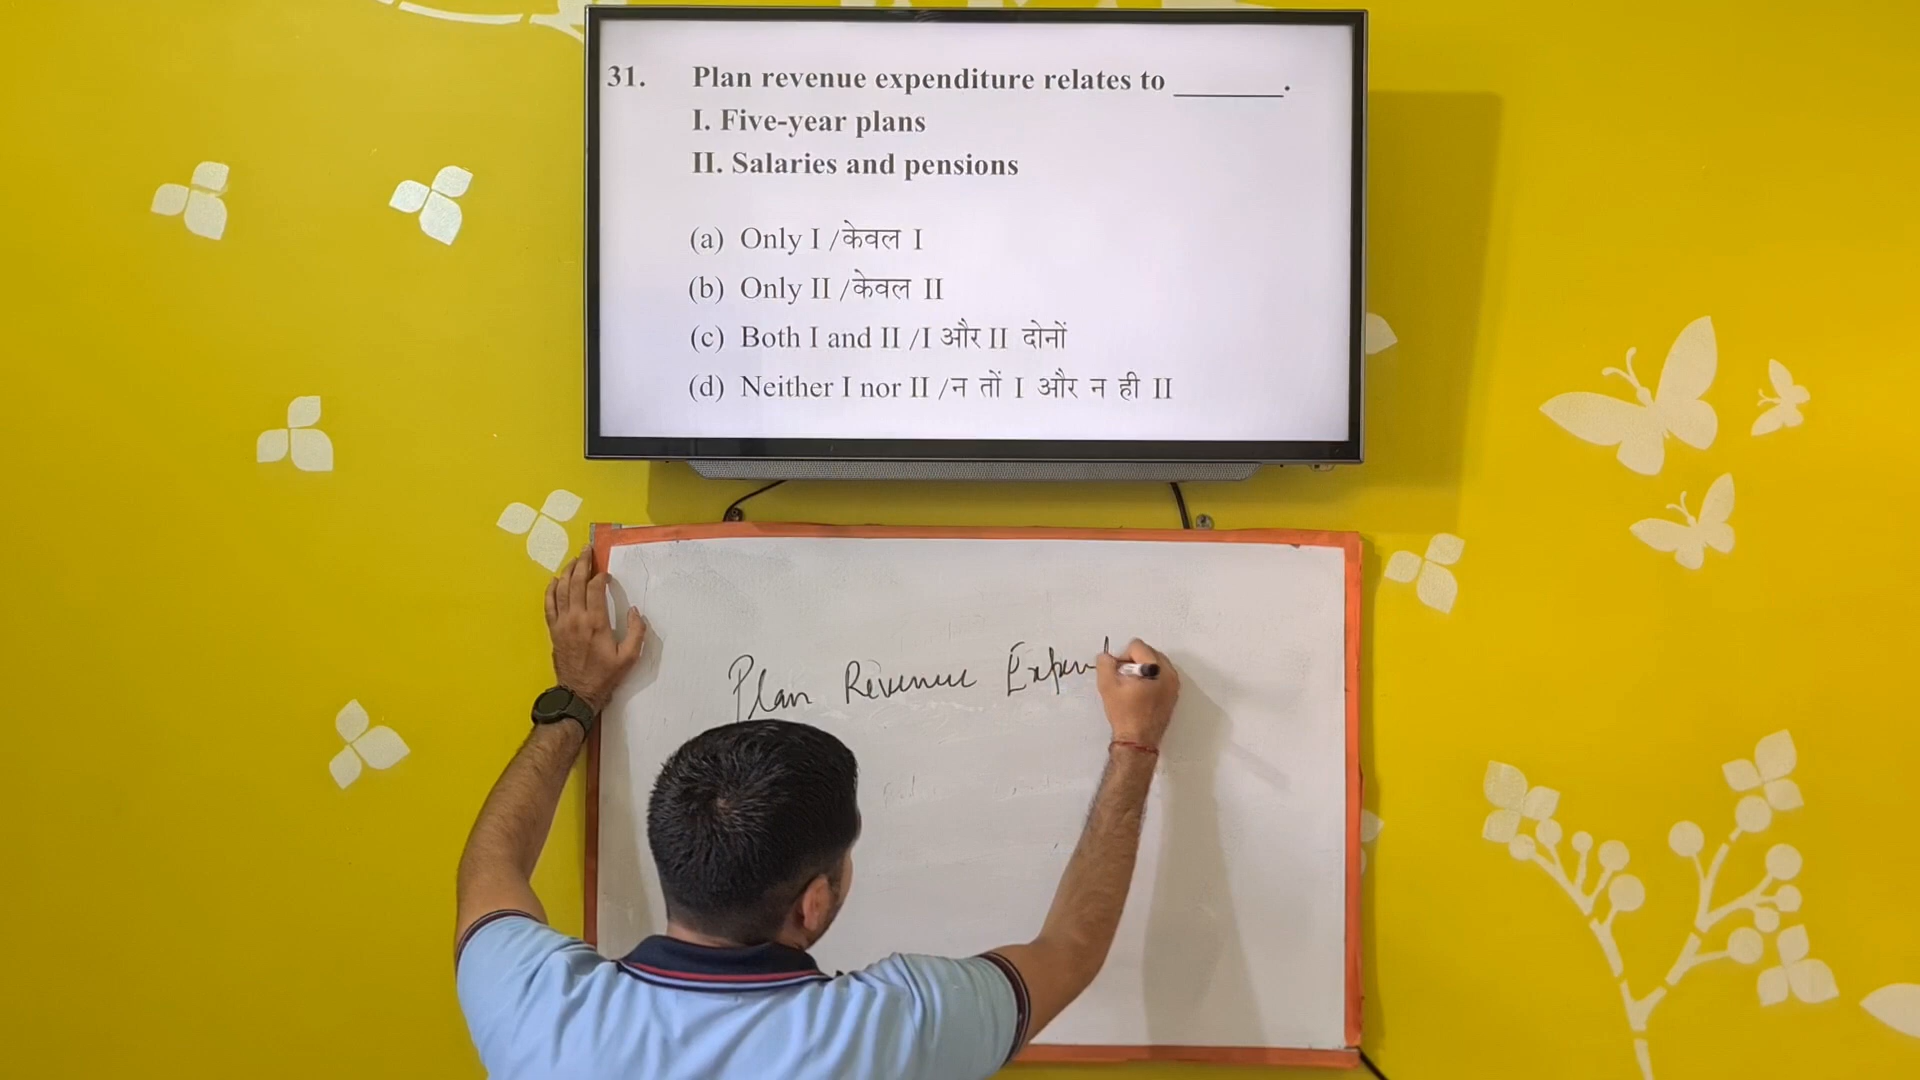 31. Plan revenue expenditure relates to ________.
I. Five-year plans
II. Salaries and pensions
(a) Only I /केवल I
(b) Only II /केवल II
(c) Both I and II /I और II दोनों
(d) Neither I nor II /न तों I और न ही II
Plan Revenue Expend